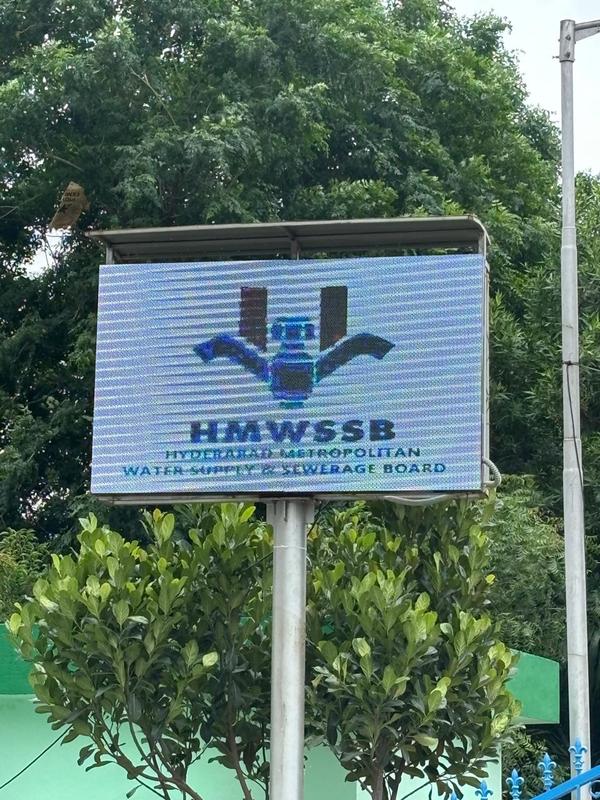 HMWSSB
HYDERABAD METROPOLITAN
WATER SUPPLY & SEWERAGE BOARD